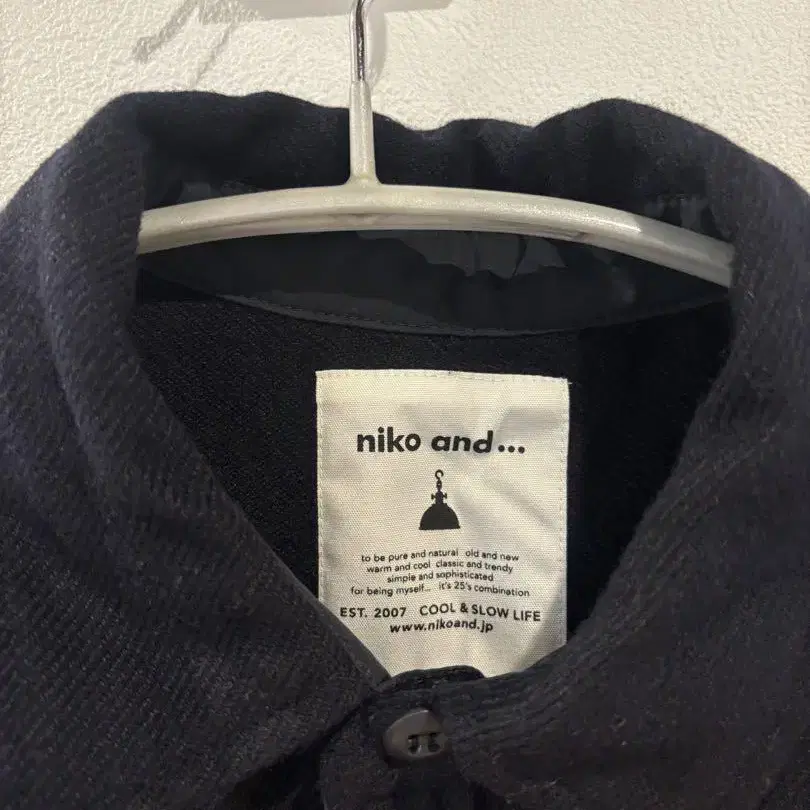 niko and...
to be pure and natural old and new
warm and cool classic and trendy
simple and sophisticated
for being myself... it's 25's combination
EST. 2007 COOL & SLOW LIFE
www.nikoand.jp